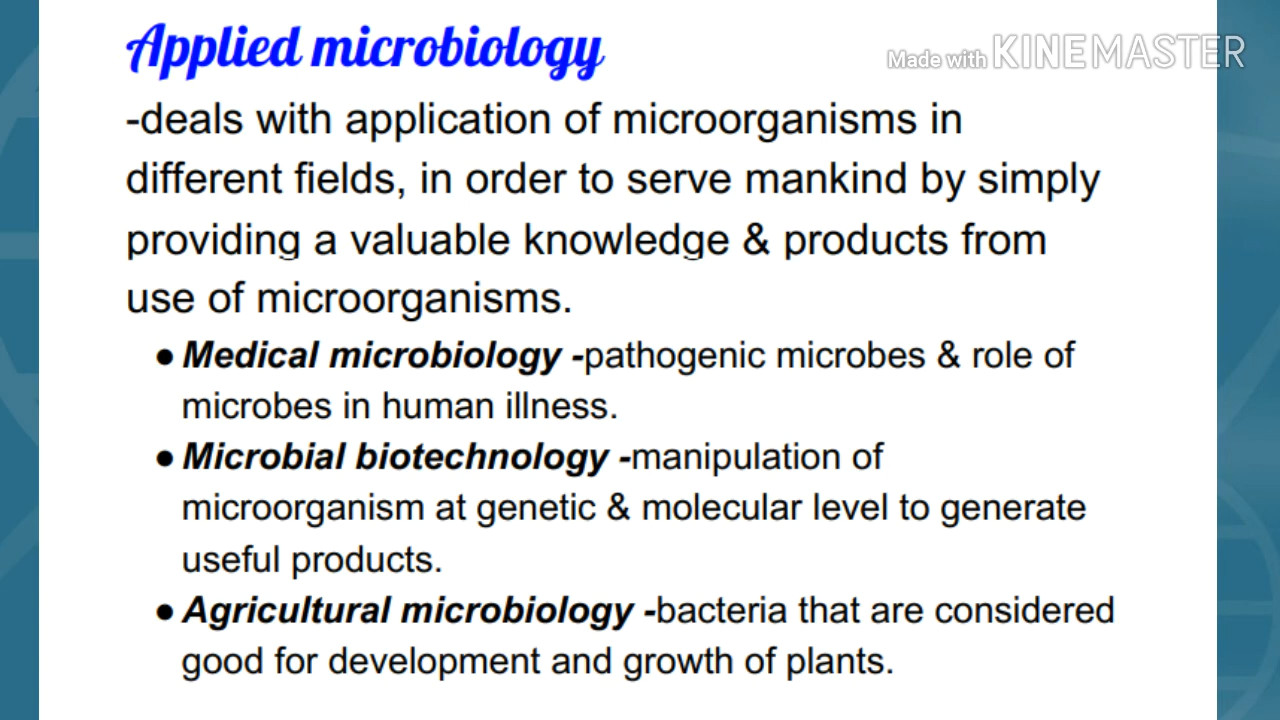 Applied microbiology
Made with KINEMASTER
-deals with application of microorganisms in
different fields, in order to serve mankind by simply
providing a valuable knowledge & products from
use of microorganisms.
● Medical microbiology -pathogenic microbes & role of
microbes in human illness.
● Microbial biotechnology -manipulation of
microorganism at genetic & molecular level to generate
useful products.
● Agricultural microbiology -bacteria that are considered
good for development and growth of plants.